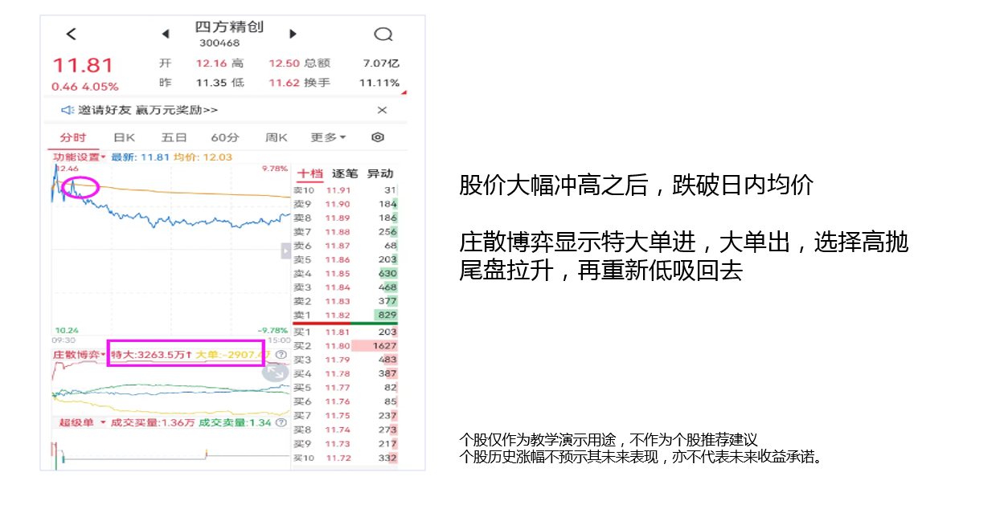 四方精创
300468
11.81
开 12.16 高 12.50 总额 7.07亿
0.46 4.05%
昨 11.35 低 11.62 换手 11.11%
邀请好友 赢万元奖励>>
分时 日K 五日 60分 周K 更多
功能设置 最新: 11.81 均价: 12.03
12.46 9.78%
十档 逐笔 异动
卖10 11.91 31
卖9 11.90 184
卖8 11.89 186
卖7 11.88 256
卖6 11.87 68
卖5 11.86 203
卖4 11.85 630
卖3 11.84 468
卖2 11.83 377
卖1 11.82 829
10.24 -9.78%
09:30 15:00
买1 11.81 203
买2 11.80 1627
买3 11.79 483
买4 11.78 387
买5 11.77 82
买6 11.76 85
买7 11.75 237
买8 11.74 273
买9 11.73 217
买10 11.72 332
庄散博弈 特大:3263.5万↑ 大单:-2907.
超级单 成交买量:1.36万 成交卖量:1.34
股价大幅冲高之后，跌破日内均价
庄散博弈显示特大单进，大单出，选择高抛
尾盘拉升，再重新低吸回去
个股仅作为教学演示用途，不作为个股推荐建议
个股历史涨幅不预示其未来表现，亦不代表未来收益承诺。